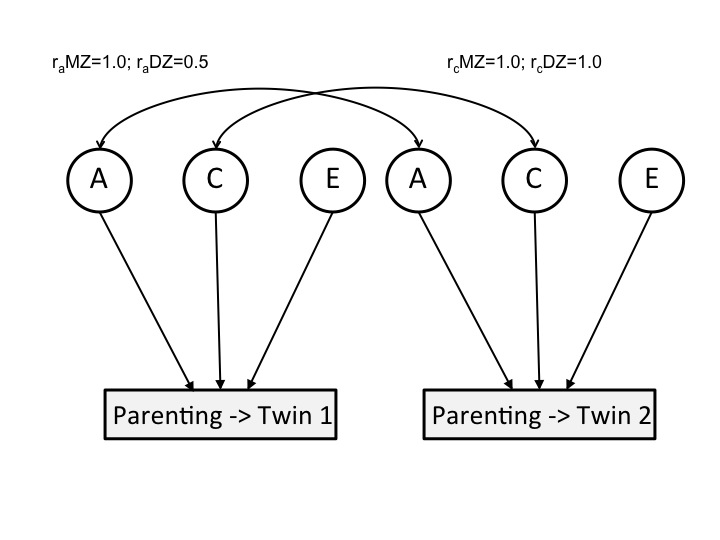 raMZ=1.0; raDZ=0.5
rcMZ=1.0; rcDZ=1.0
A C E A C E
Parenting -> Twin 1
Parenting -> Twin 2